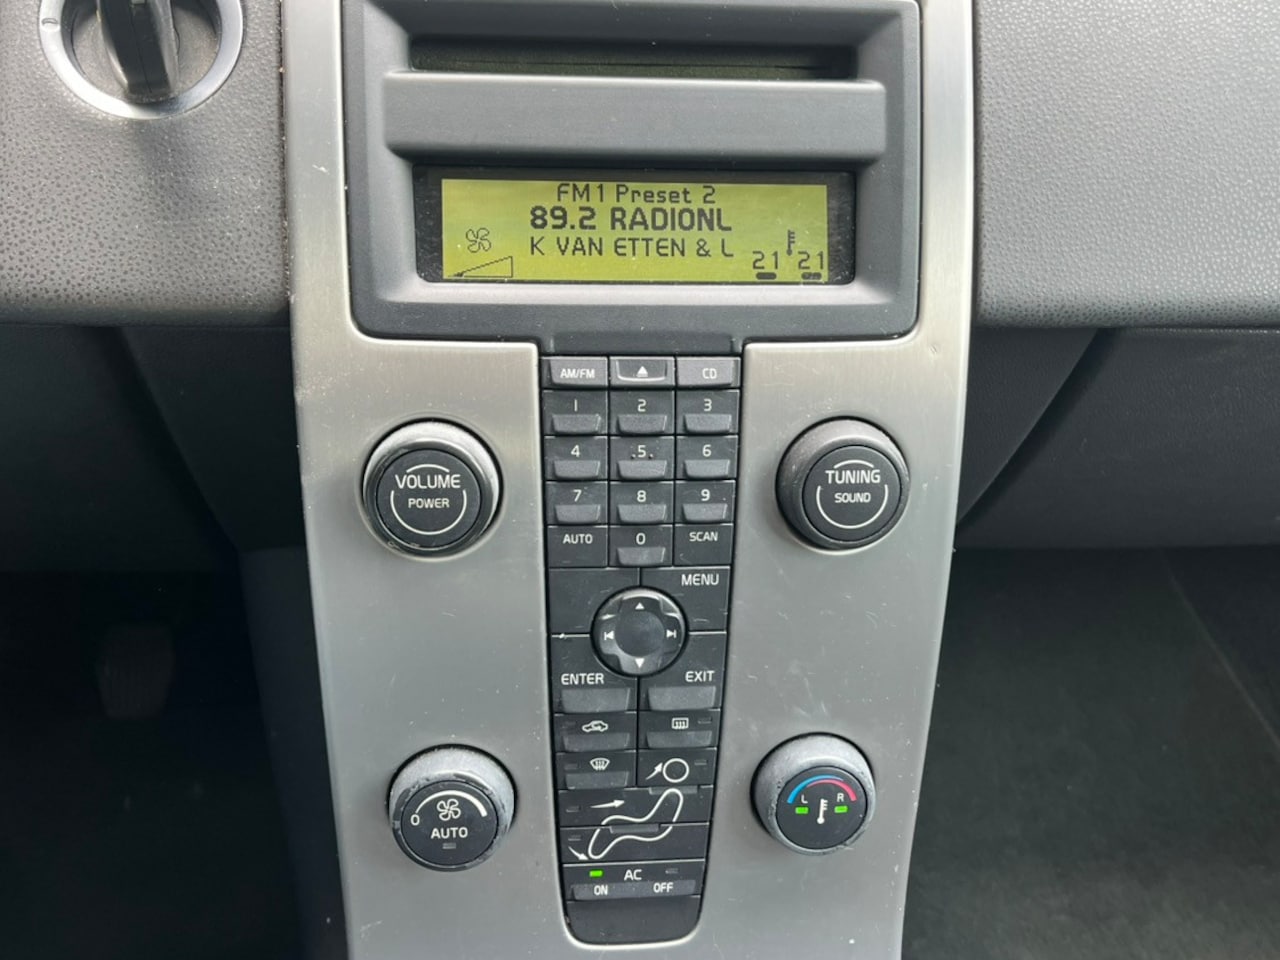 FM1 Preset 2
89.2 RADIONL
K VAN ETTEN & L
21 21
AM/FM CD
1 2 3
4 5 6
7 8 9
AUTO 0 SCAN
MENU
VOLUME
POWER
TUNING
SOUND
ENTER EXIT
0
AUTO
L R
AC
ON OFF